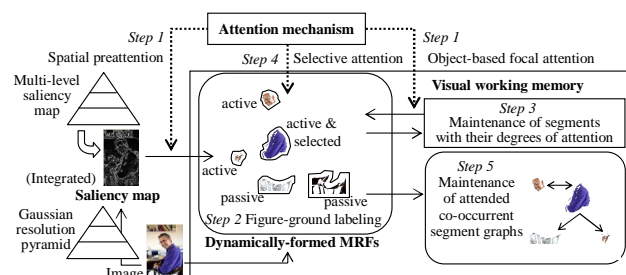 Attention mechanism
Step 1
Step 1
Spatial preattention
Step 4
Selective attention
Object-based focal attention
Multi-level
saliency
map
Visual working memory
active
active &
selected
active
Step 3
Maintenance of segments
with their degrees of attention
(Integrated)
Saliency map
passive
passive
Step 2 Figure-ground labeling
Dynamically-formed MRFs
Step 5
Maintenance
of attended
co-occurrent
segment graphs
Gaussian
resolution
pyramid
Image